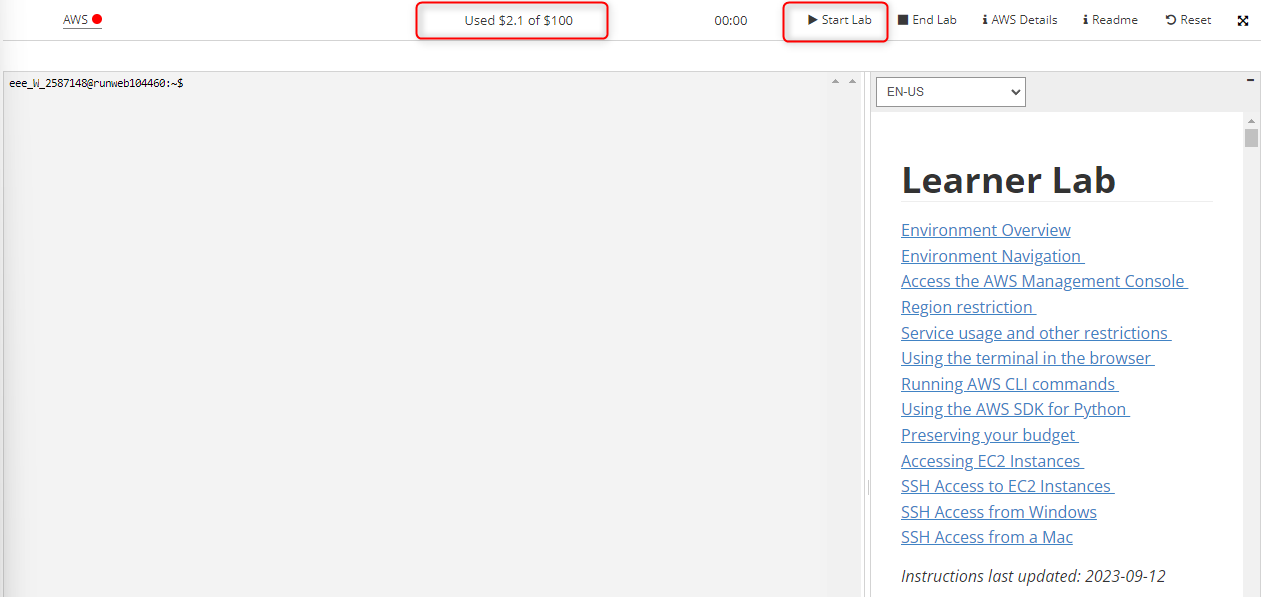 AWS Used $2.1 of $100 00:00 Start Lab End Lab AWS Details Readme Reset
eee_W_2587148@runweb104460:~$
EN-US
Learner Lab
Environment Overview
Environment Navigation
Access the AWS Management Console
Region restriction
Service usage and other restrictions
Using the terminal in the browser
Running AWS CLI commands
Using the AWS SDK for Python
Preserving your budget
Accessing EC2 Instances
SSH Access to EC2 Instances
SSH Access from Windows
SSH Access from a Mac
Instructions last updated: 2023-09-12